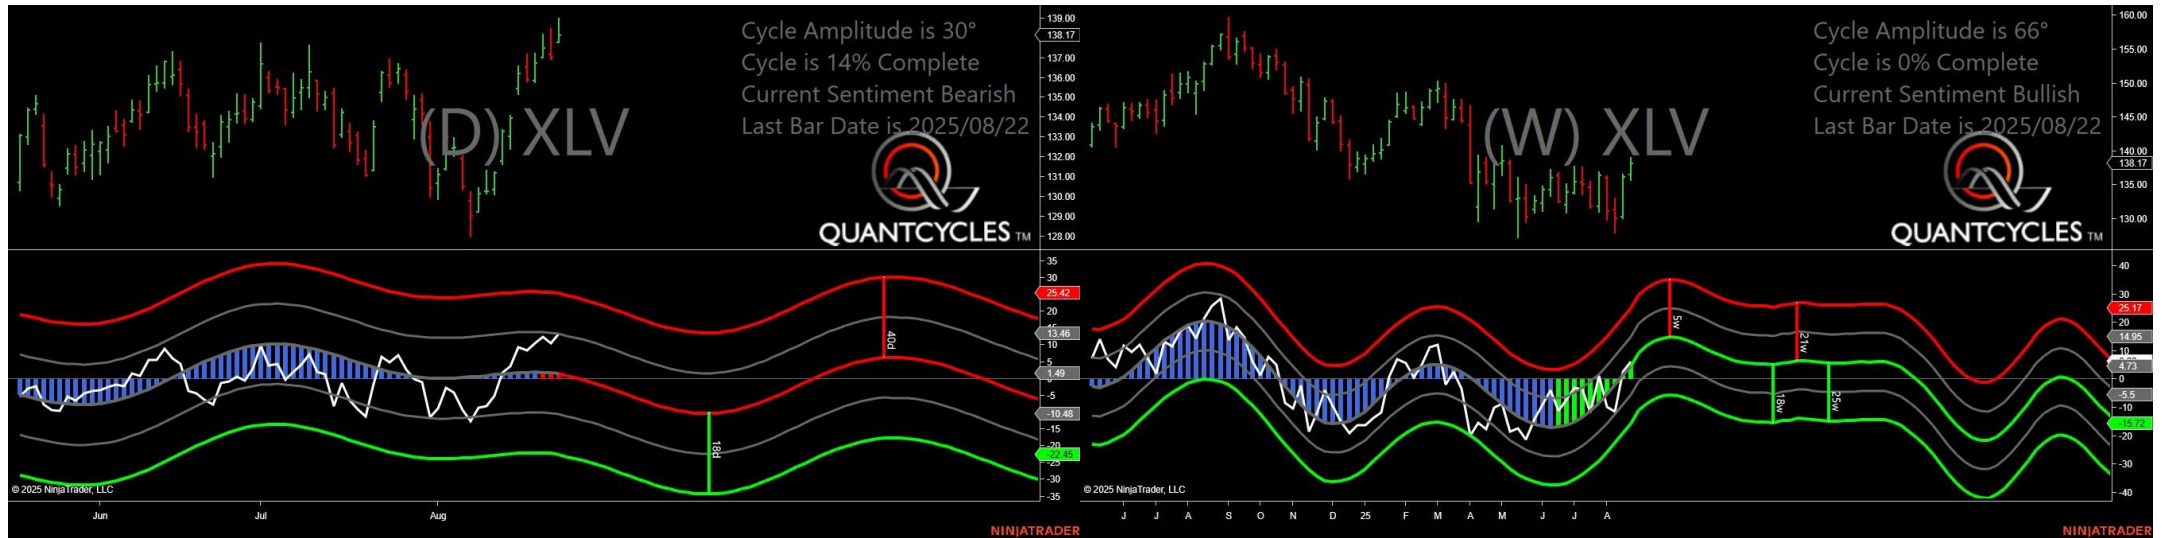 Cycle Amplitude is 30°
Cycle is 14% Complete
Current Sentiment Bearish
Last Bar Date is 2025/08/22
(D) XLV
QUANTCYCLES TM
139.00
138.17
137.00
136.00
135.00
134.00
133.00
132.00
131.00
130.00
129.00
128.00
35
30
25.42
20
13.46
10
5
1.49
-5
-10.48
-15
-20
-22.45
-25
-30
-35
40d
18d
© 2025 NinjaTrader, LLC
Jun Jul Aug
NINJATRADER
Cycle Amplitude is 66°
Cycle is 0% Complete
Current Sentiment Bullish
Last Bar Date is 2025/08/22
(W) XLV
QUANTCYCLES TM
160.00
155.00
150.00
145.00
140.00
138.17
135.00
130.00
40
30
25.17
20
14.95
10
4.73
0
-5.5
-10
-15.72
-20
-30
-40
5w
21w
18w
25w
© 2025 NinjaTrader, LLC
J J A S O N D 25 F M A M J J A
NINJATRADER